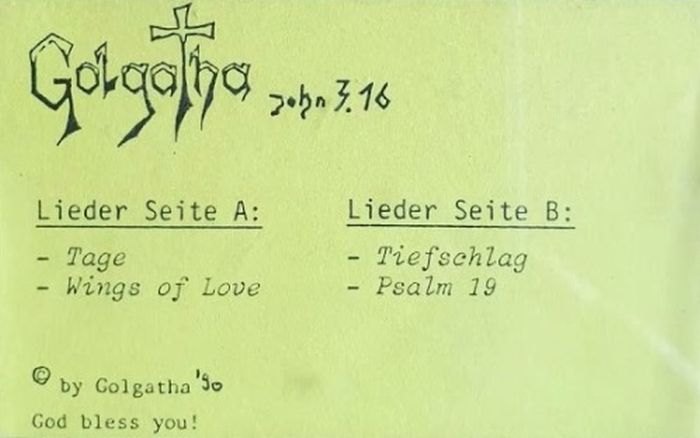 Golgatha John 3.16
Lieder Seite A:
- Tage
- Wings of Love
Lieder Seite B:
- Tiefschlag
- Psalm 19
© by Golgatha '90
God bless you!